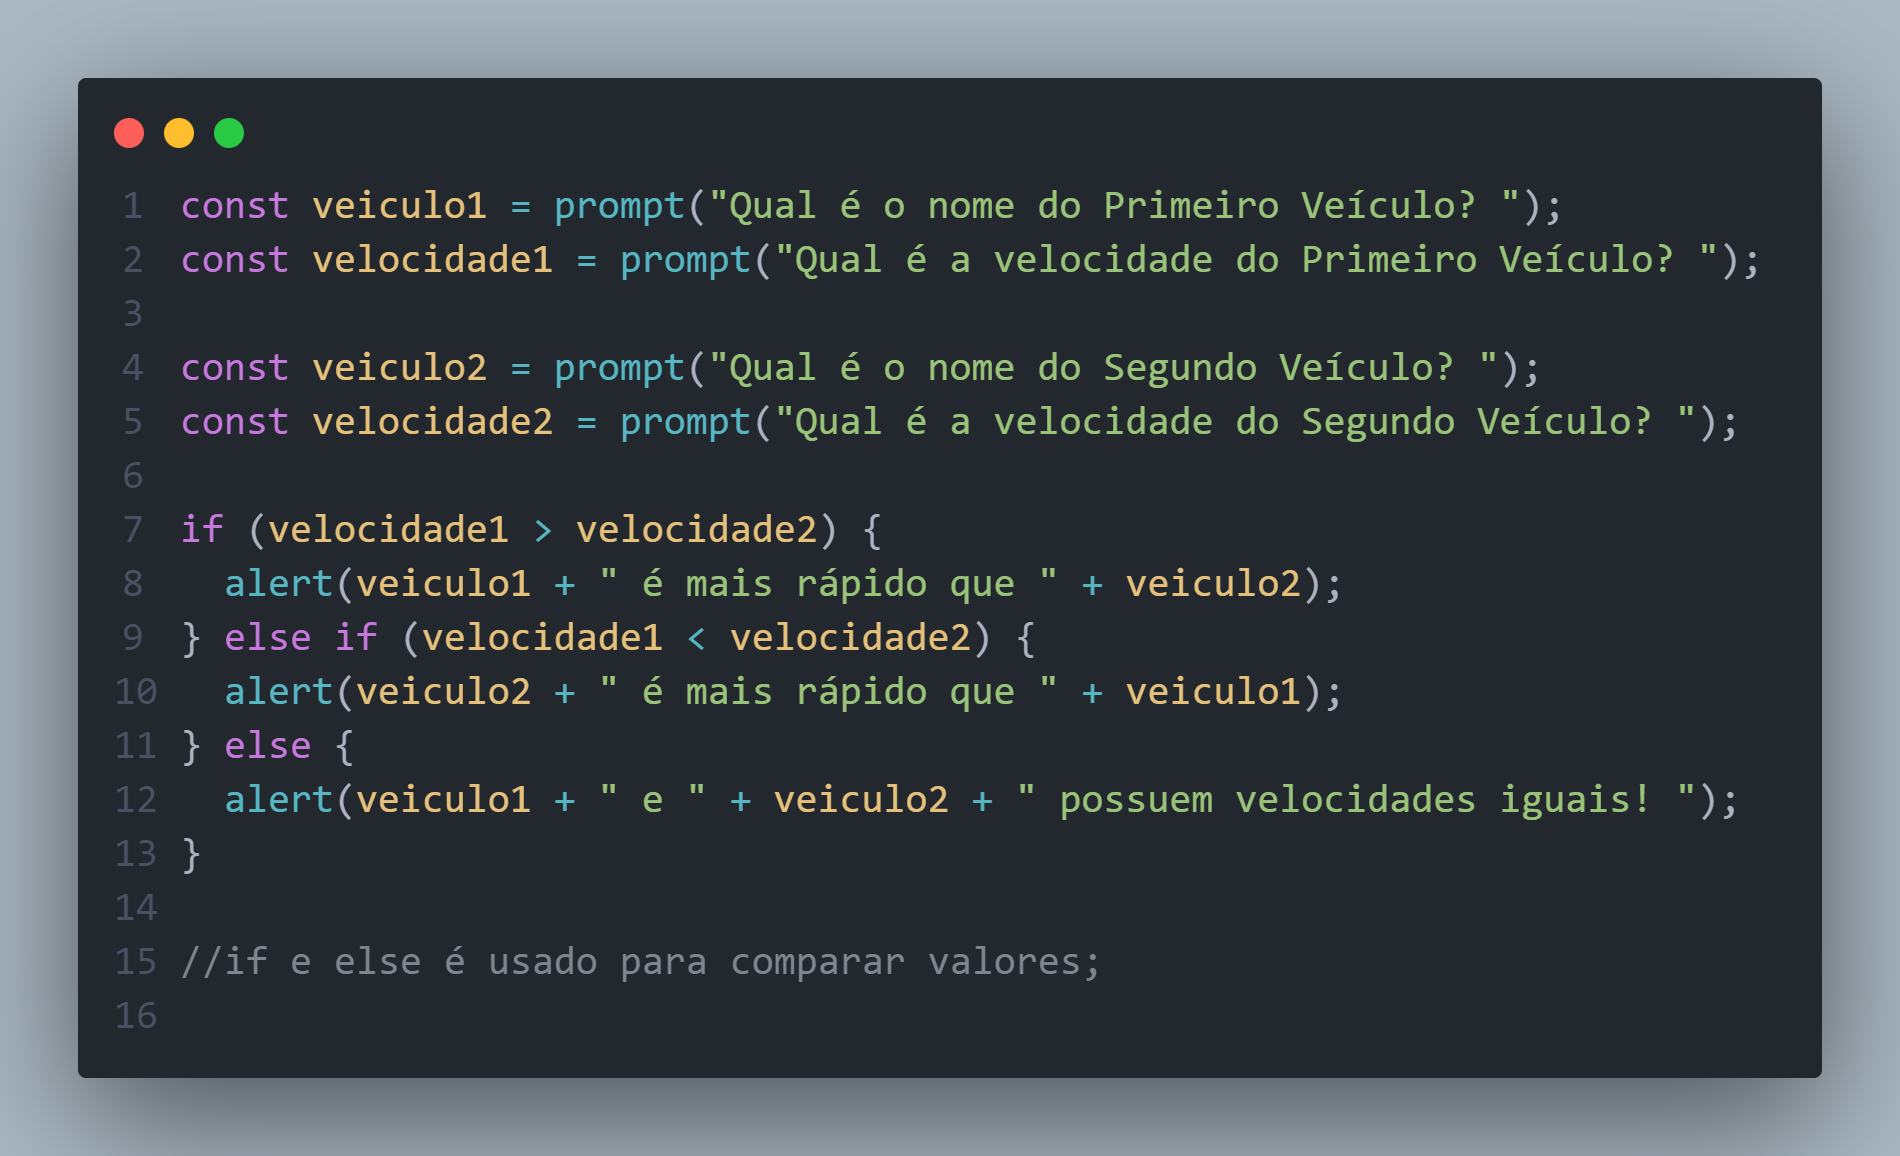 1 const veiculo1 = prompt("Qual é o nome do Primeiro Veículo? ");
2 const velocidade1 = prompt("Qual é a velocidade do Primeiro Veículo? ");
3
4 const veiculo2 = prompt("Qual é o nome do Segundo Veículo? ");
5 const velocidade2 = prompt("Qual é a velocidade do Segundo Veículo? ");
6
7 if (velocidade1 > velocidade2) {
8   alert(veiculo1 + " é mais rápido que " + veiculo2);
9 } else if (velocidade1 < velocidade2) {
10   alert(veiculo2 + " é mais rápido que " + veiculo1);
11 } else {
12   alert(veiculo1 + " e " + veiculo2 + " possuem velocidades iguais! ");
13 }
14
15 //if e else é usado para comparar valores;
16